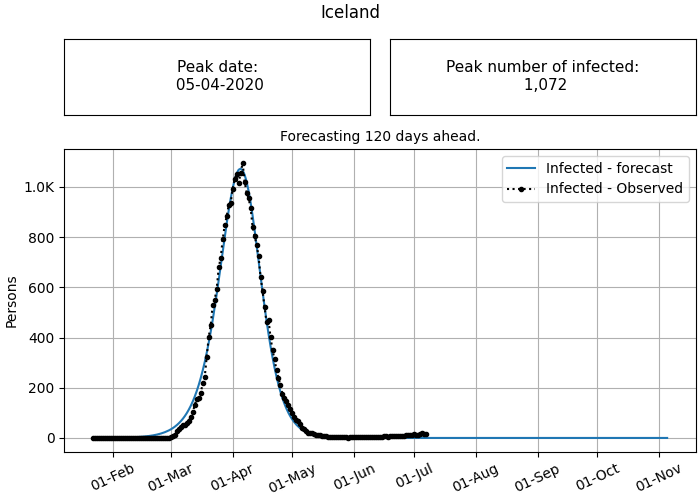 Iceland
Peak date:
05-04-2020
Peak number of infected:
1,072
Forecasting 120 days ahead.
Infected - forecast
Infected - Observed
1.0K
800
600
400
200
0
Persons
01-Feb
01-Mar
01-Apr
01-May
01-Jun
01-Jul
01-Aug
01-Sep
01-Oct
01-Nov